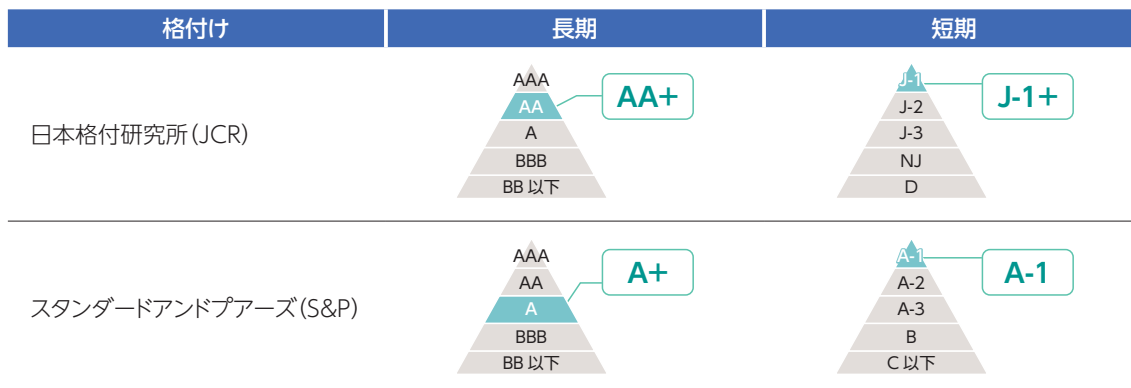 格付け 長期 短期
日本格付研究所(JCR)
AAA
AA
A
BBB
BB 以下
AA+
J-1
J-2
J-3
NJ
D
J-1+
スタンダードアンドプアーズ(S&P)
AAA
AA
A
BBB
BB 以下
A+
A-1
A-2
A-3
B
C 以下
A-1